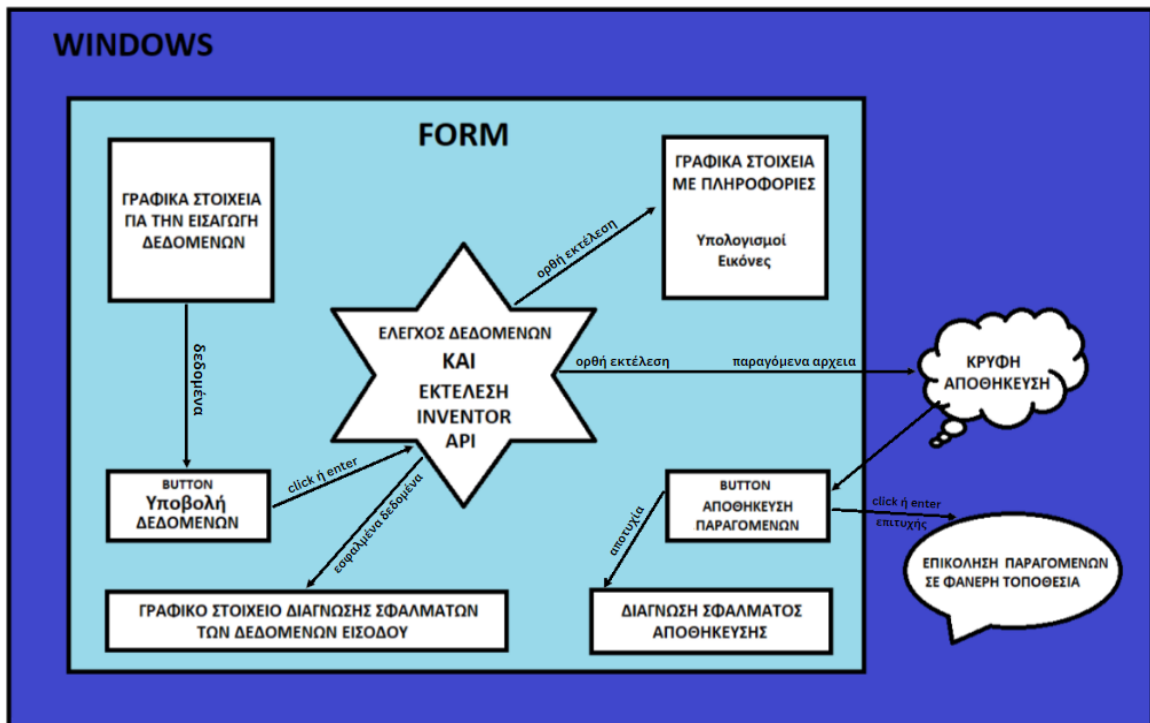 WINDOWS
FORM
ΓΡΑΦΙΚΑ ΣΤΟΙΧΕΙΑ
ΓΙΑ ΤΗΝ ΕΙΣΑΓΩΓΗ
ΔΕΔΟΜΕΝΩΝ
ΓΡΑΦΙΚΑ ΣΤΟΙΧΕΙΑ
ΜΕ ΠΛΗΡΟΦΟΡΙΕΣ
Υπολογισμοί
Εικόνες
ορθή εκτέλεση
δεδομένα
ΕΛΕΓΧΟΣ ΔΕΔΟΜΕΝΩΝ
ΚΑΙ
ΕΚΤΕΛΕΣΗ
INVENTOR
API
ορθή εκτέλεση
παραγόμενα αρχεια
ΚΡΥΦΗ
ΑΠΟΘΗΚΕΥΣΗ
BUTTON
Υποβολή
ΔΕΔΟΜΕΝΩΝ
click ή enter
εσφαλμένα δεδομένα
BUTTON
ΑΠΟΘΗΚΕΥΣΗ
ΠΑΡΑΓΟΜΕΝΩΝ
click ή enter
επιτυχής
αποτυχία
ΕΠΙΚΟΛΗΣΗ ΠΑΡΑΓΟΜΕΝΩΝ
ΣΕ ΦΑΝΕΡΗ ΤΟΠΟΘΕΣΙΑ
ΓΡΑΦΙΚΟ ΣΤΟΙΧΕΙΟ ΔΙΑΓΝΩΣΗΣ ΣΦΑΛΜΑΤΩΝ
ΤΩΝ ΔΕΔΟΜΕΝΩΝ ΕΙΣΟΔΟΥ
ΔΙΑΓΝΩΣΗ ΣΦΑΛΜΑΤΟΣ
ΑΠΟΘΗΚΕΥΣΗΣ